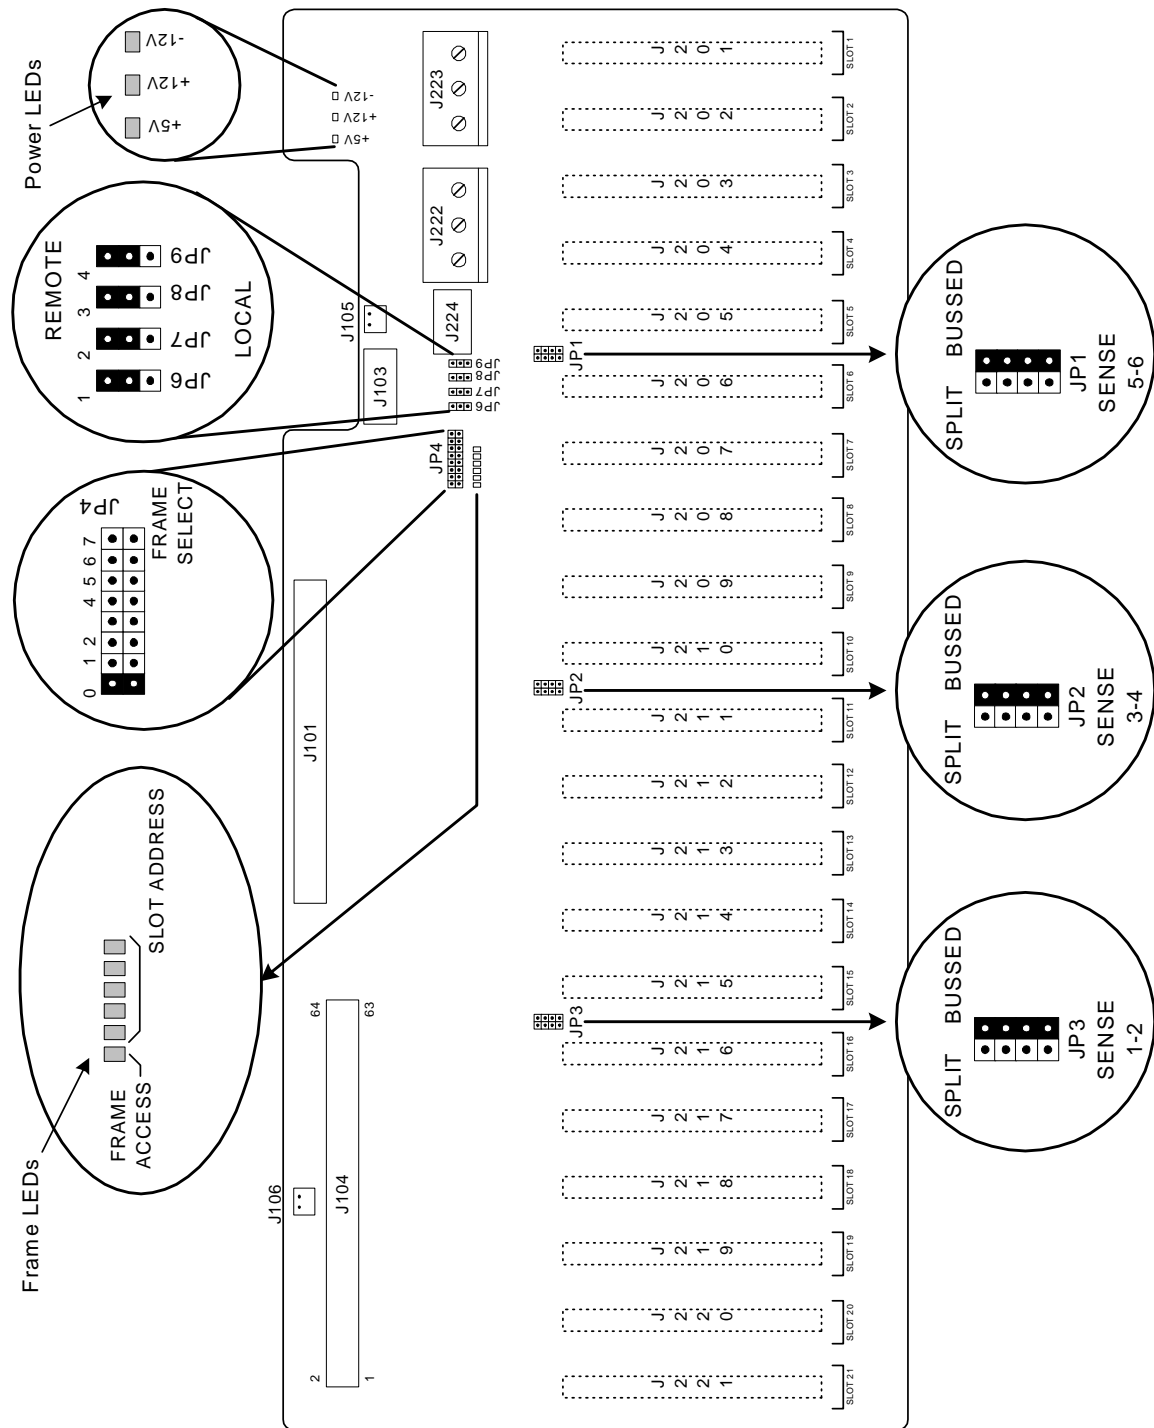 Power LEDs
-12V
+12V
+5V
-12V
+12V
+5V
REMOTE
1
2
3
4
JP6
JP7
JP8
JP9
LOCAL
JP4
0
1
2
4
5
6
7
FRAME
SELECT
Frame LEDs
FRAME
ACCESS
SLOT ADDRESS
J223
J222
J224
J105
J103
JP9
JP8
JP7
JP6
JP4
J101
J106
J104
64
63
2
1
J201
SLOT 1
J202
SLOT 2
J203
SLOT 3
J204
SLOT 4
J205
SLOT 5
JP1
J206
SLOT 6
J207
SLOT 7
J208
SLOT 8
J209
SLOT 9
J210
SLOT 10
JP2
J211
SLOT 11
J212
SLOT 12
J213
SLOT 13
J214
SLOT 14
J215
SLOT 15
JP3
J216
SLOT 16
J217
SLOT 17
J218
SLOT 18
J219
SLOT 19
J220
SLOT 20
J221
SLOT 21
SPLIT BUSSED
JP1
SENSE
5-6
SPLIT BUSSED
JP2
SENSE
3-4
SPLIT BUSSED
JP3
SENSE
1-2